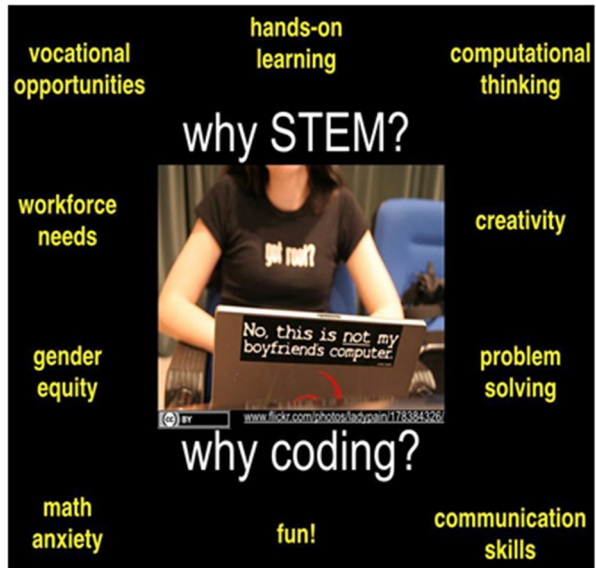 hands-on
learning
vocational
opportunities
computational
thinking
why STEM?
workforce
needs
creativity
got root?
No, this is not my
boyfriend's computer.
gender
equity
problem
solving
cc BY
www.flickr.com/photos/ladypain/178384326/
why coding?
math
anxiety
fun!
communication
skills